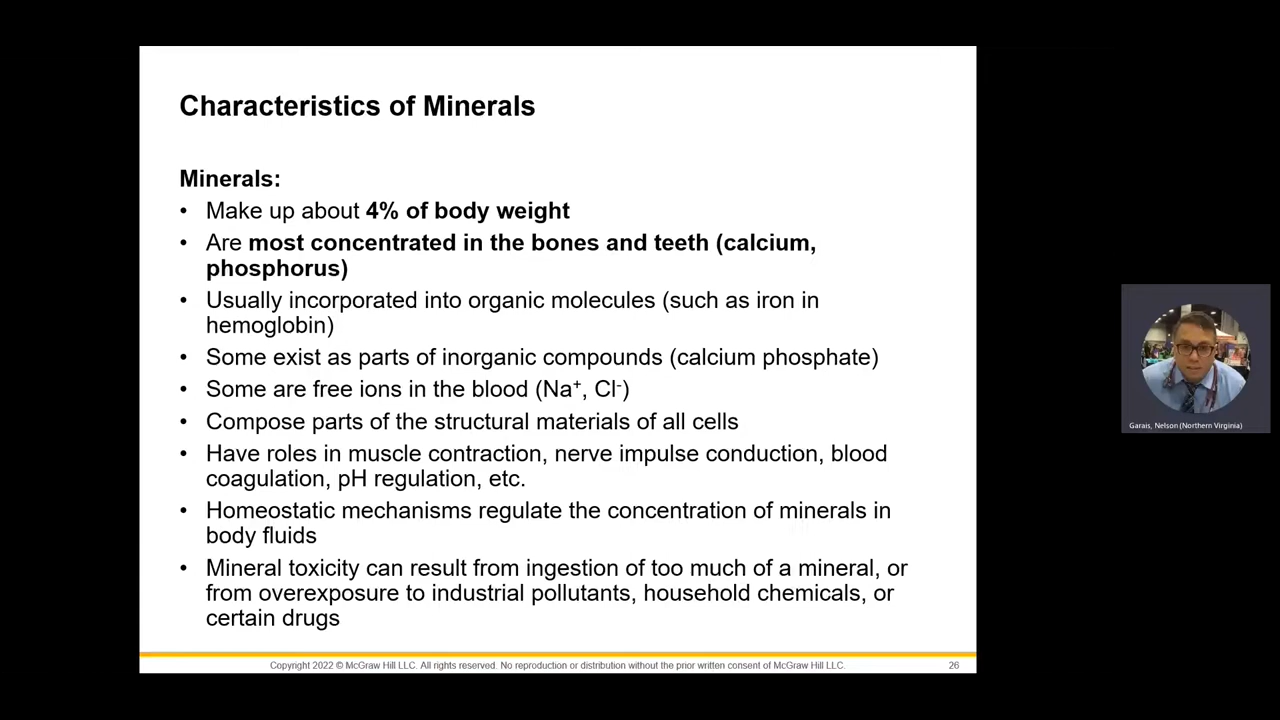 Characteristics of Minerals
Minerals:
• Make up about 4% of body weight
• Are most concentrated in the bones and teeth (calcium,
phosphorus)
• Usually incorporated into organic molecules (such as iron in
hemoglobin)
• Some exist as parts of inorganic compounds (calcium phosphate)
• Some are free ions in the blood (Na⁺, Cl⁻)
• Compose parts of the structural materials of all cells
• Have roles in muscle contraction, nerve impulse conduction, blood
coagulation, pH regulation, etc.
• Homeostatic mechanisms regulate the concentration of minerals in
body fluids
• Mineral toxicity can result from ingestion of too much of a mineral, or
from overexposure to industrial pollutants, household chemicals, or
certain drugs
Copyright 2022 © McGraw Hill LLC. All rights reserved. No reproduction or distribution without the prior written consent of McGraw Hill LLC.
26
Garais, Nelson (Northern Virginia)